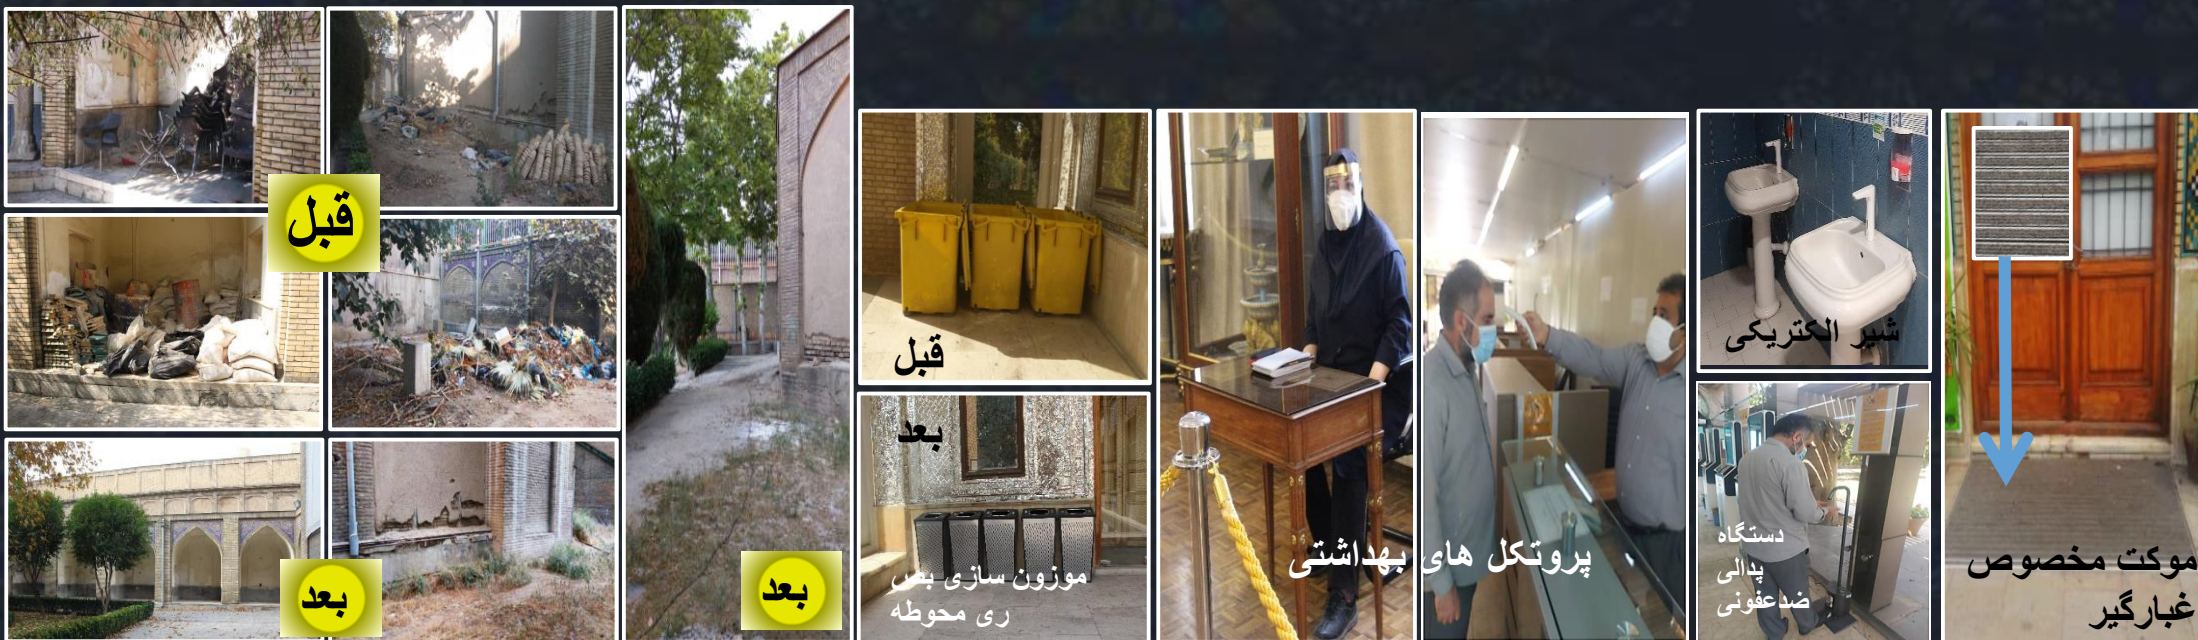 قبل
بعد
بعد
قبل
بعد
موزون سازی بص
ری محوطه
پروتکل های بهداشتی
شیر الکتریکی
دستگاه
پدالی
ضدعفونی
موکت مخصوص
غبارگیر